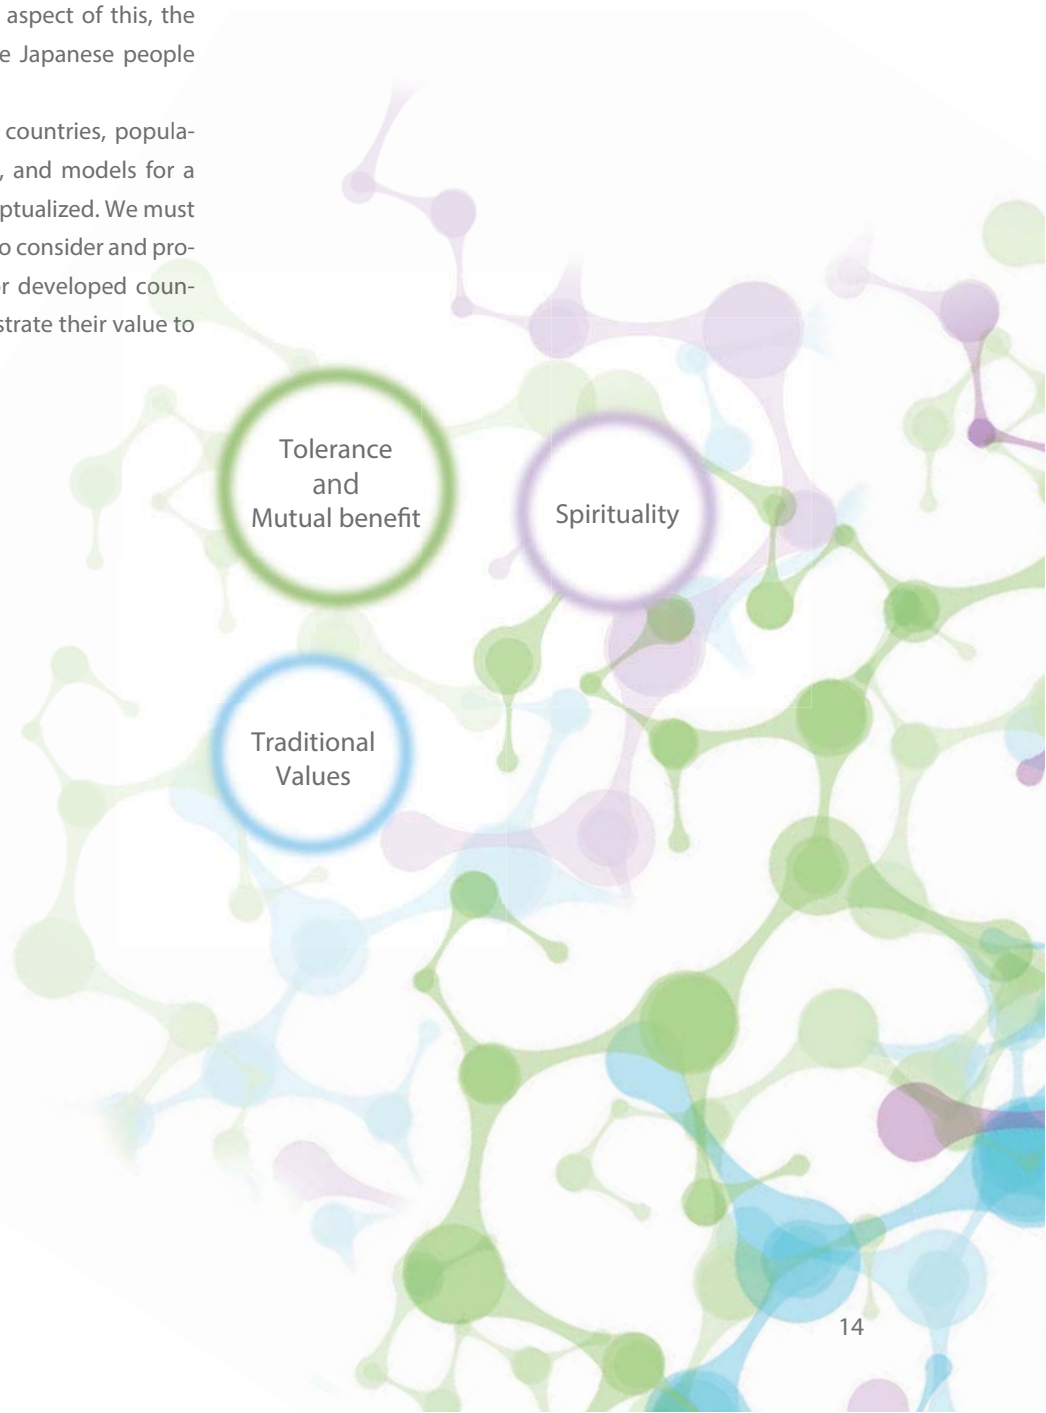 aspect of this, the
e Japanese people
countries, popula-
, and models for a
ptualized. We must
o consider and pro-
r developed coun-
strate their value to
Tolerance
and
Mutual benefit
Spirituality
Traditional
Values
14